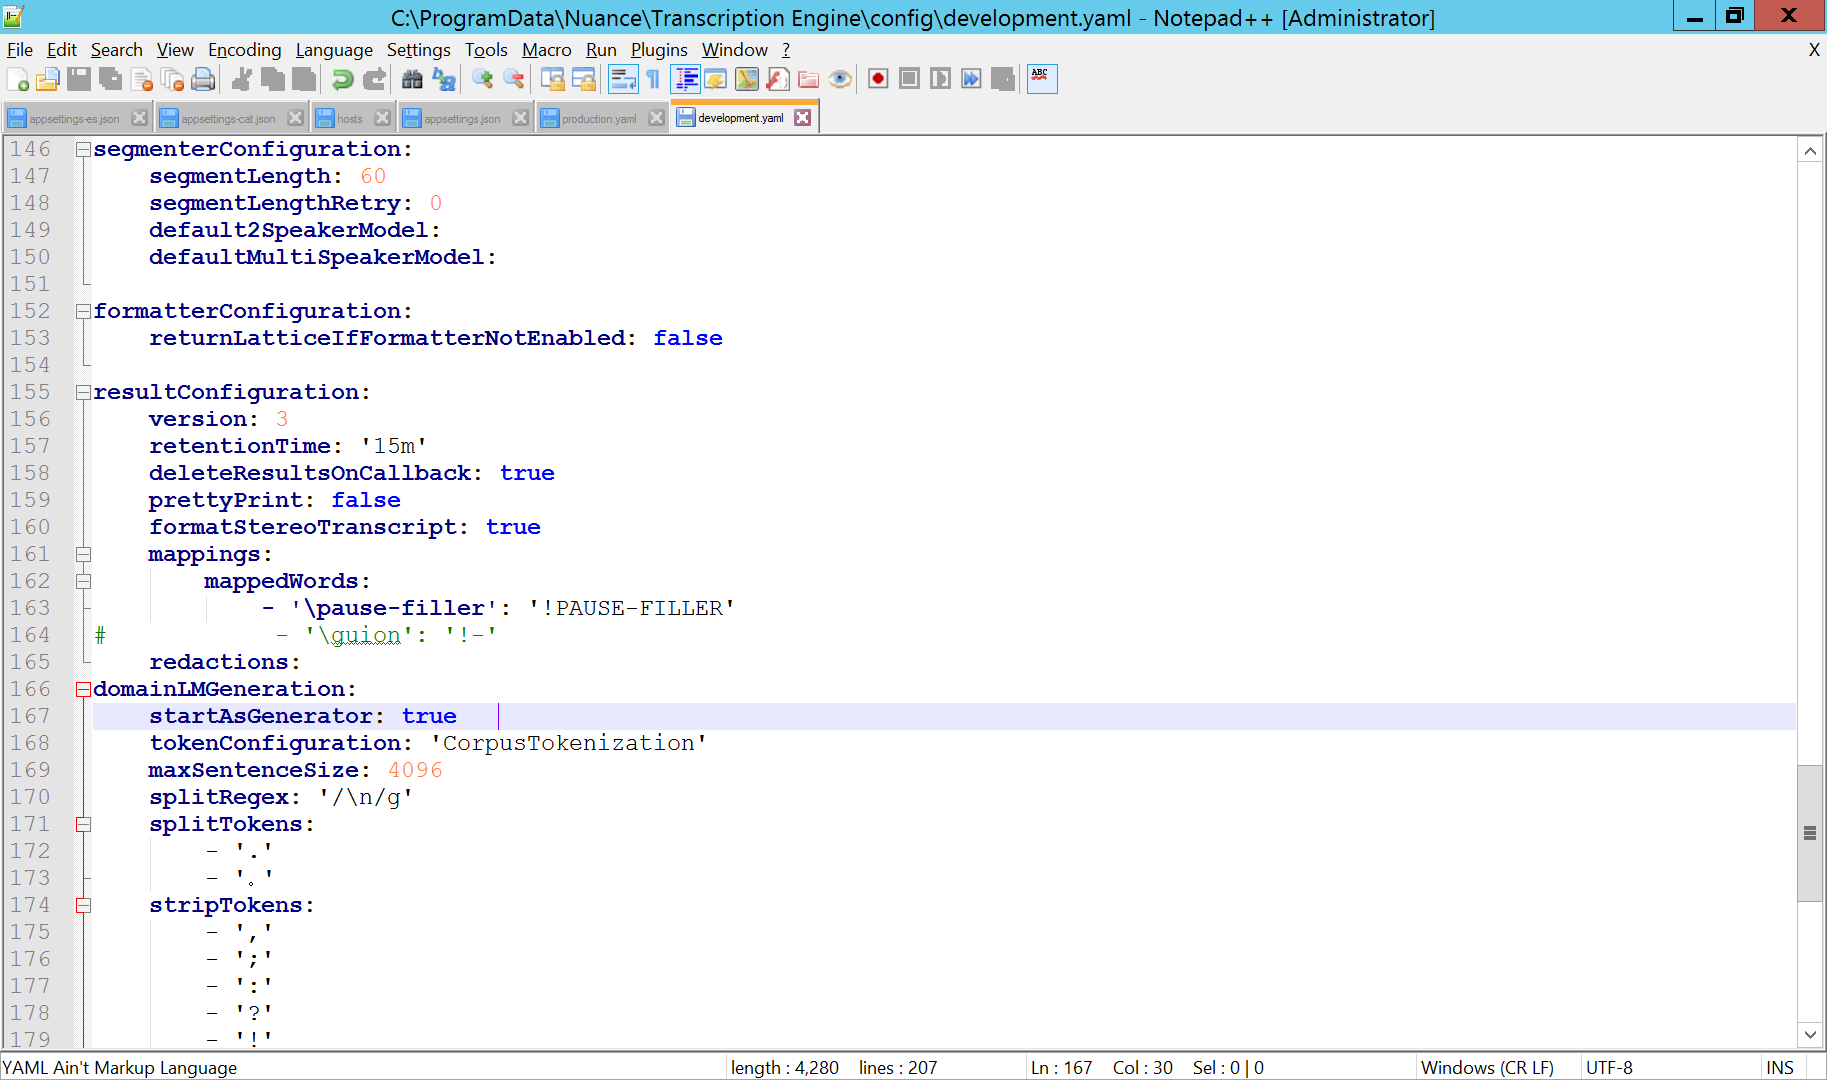 C:\ProgramData\Nuance\Transcription Engine\config\development.yaml - Notepad++ [Administrator]
File Edit Search View Encoding Language Settings Tools Macro Run Plugins Window ? X
ABC
appsettings-es.json appsettings-cat.json hosts appsettings.json production.yaml development.yaml
146 segmenterConfiguration:
147 segmentLength: 60
148 segmentLengthRetry: 0
149 default2SpeakerModel:
150 defaultMultiSpeakerModel:
151
152 formatterConfiguration:
153 returnLatticeIfFormatterNotEnabled: false
154
155 resultConfiguration:
156 version: 3
157 retentionTime: '15m'
158 deleteResultsOnCallback: true
159 prettyPrint: false
160 formatStereoTranscript: true
161 mappings:
162 mappedWords:
163 - '\pause-filler': '!PAUSE-FILLER'
164 # - '\guion': '!-'
165 redactions:
166 domainLMGeneration:
167 startAsGenerator: true
168 tokenConfiguration: 'CorpusTokenization'
169 maxSentenceSize: 4096
170 splitRegex: '/\n/g'
171 splitTokens:
172 - '.'
173 - '。'
174 stripTokens:
175 - ','
176 - ';'
177 - ':'
178 - '?'
179 - '!'
YAML Ain't Markup Language length : 4,280 lines : 207 Ln : 167 Col : 30 Sel : 0 | 0 Windows (CR LF) UTF-8 INS